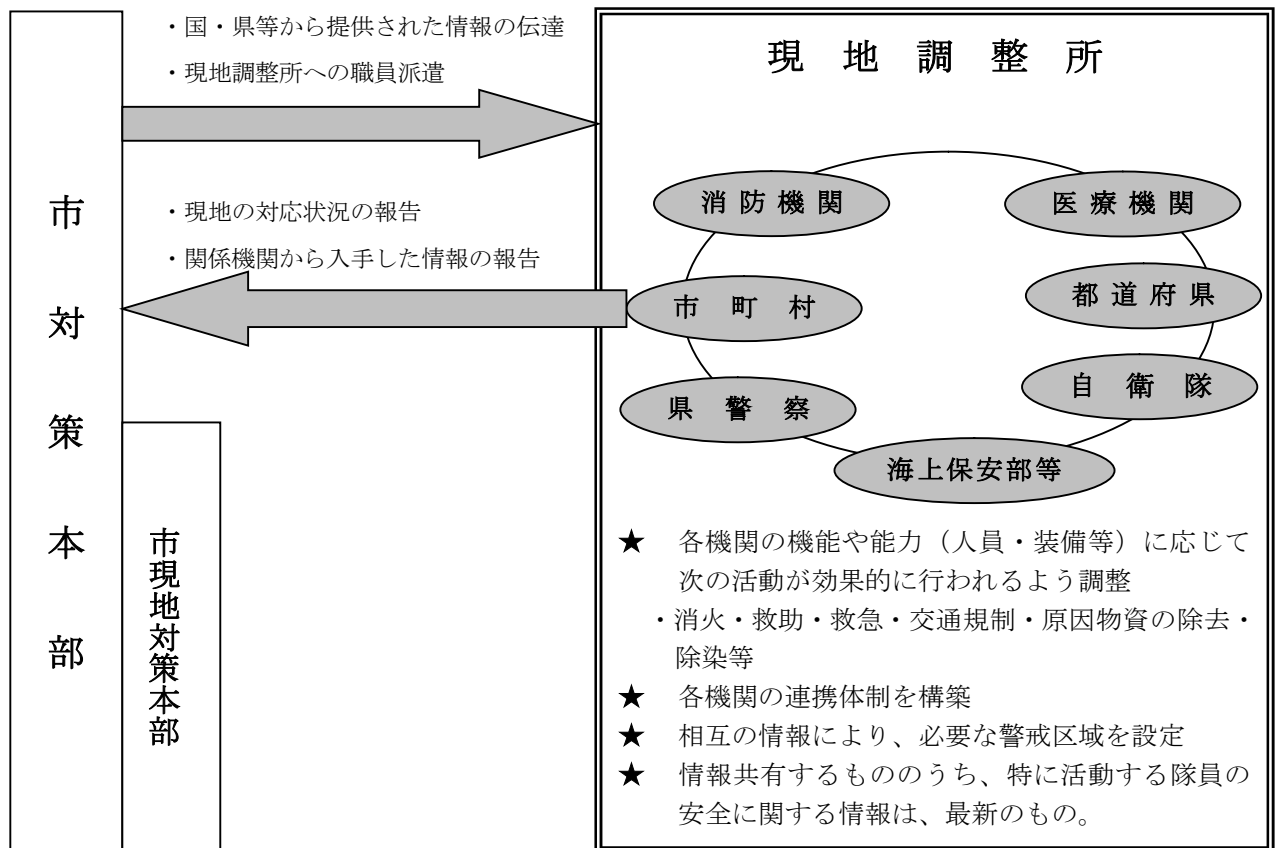 ・国・県等から提供された情報の伝達
・現地調整所への職員派遣
市対策本部
・現地の対応状況の報告
・関係機関から入手した情報の報告
市現地対策本部
現地調整所
消防機関
医療機関
市町村
都道府県
県警察
自衛隊
海上保安部等
★ 各機関の機能や能力（人員・装備等）に応じて
次の活動が効果的に行われるよう調整
・消火・救助・救急・交通規制・原因物資の除去・
除染等
★ 各機関の連携体制を構築
★ 相互の情報により、必要な警戒区域を設定
★ 情報共有するもののうち、特に活動する隊員の
安全に関する情報は、最新のもの。